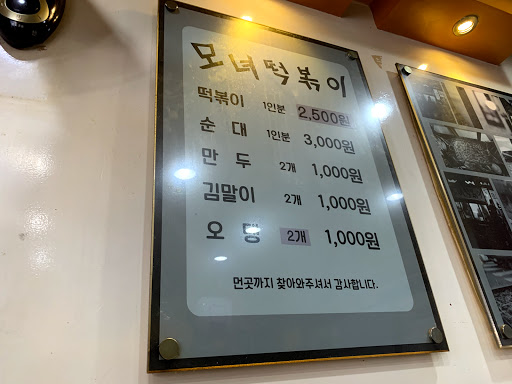 모녀떡볶이
떡볶이 1인분 2,500원
순대 1인분 3,000원
만두 2개 1,000원
김말이 2개 1,000원
오뎅 2개 1,000원
먼곳까지 찾아와주셔서 감사합니다.